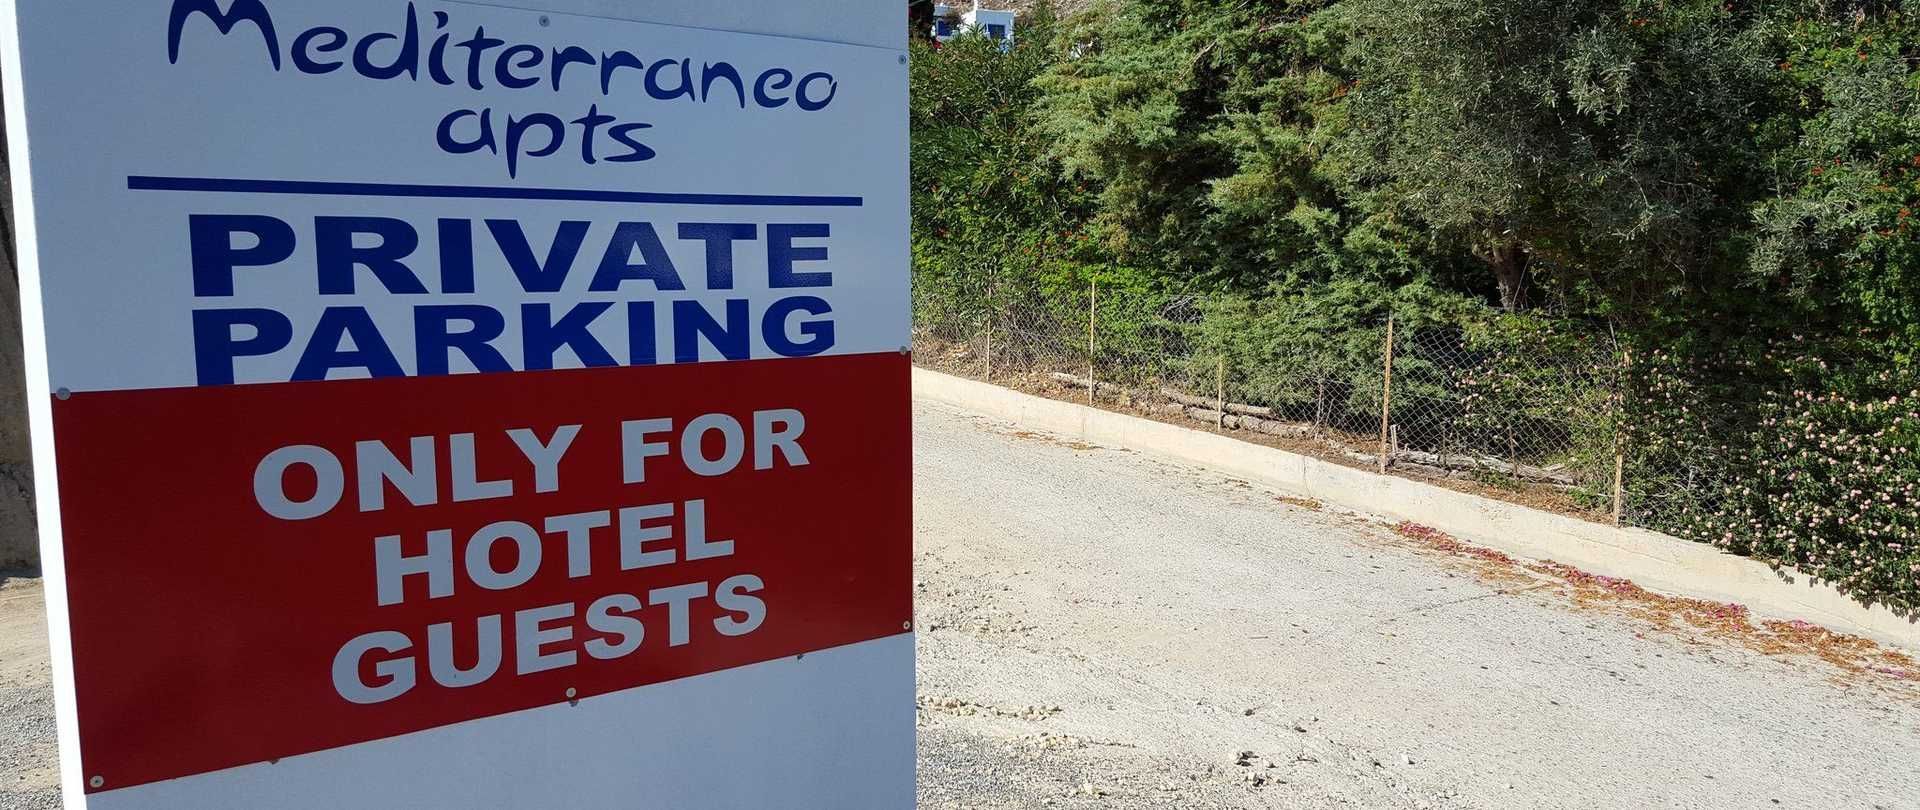 Mediterraneo
apts
PRIVATE
PARKING
ONLY FOR
HOTEL
GUESTS